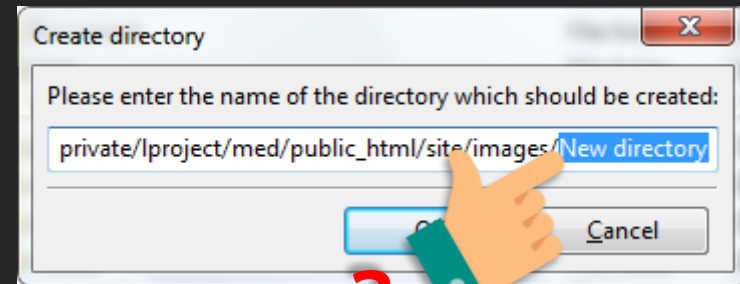 Create directory
Please enter the name of the directory which should be created:
private/lproject/med/public_html/site/images/New directory
Cancel